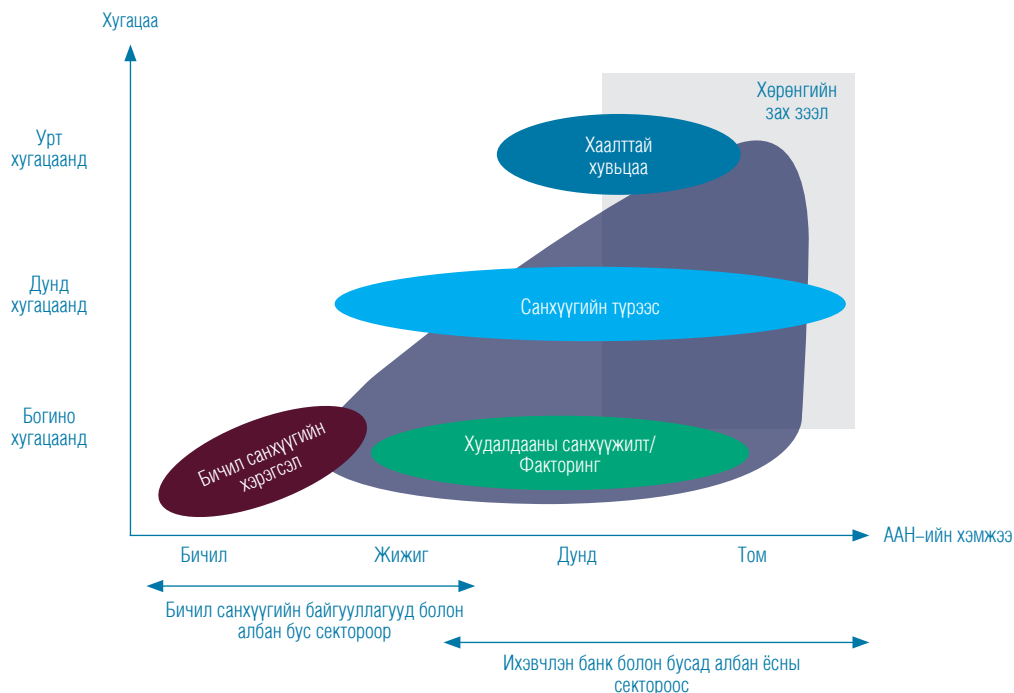 Хугацаа
Хөрөнгийн
зах зээл
Урт
хугацаанд
Хаалттай
хувьцаа
Дунд
хугацаанд
Санхүүгийн түрээс
Богино
хугацаанд
Бичил санхүүгийн
хэрэгсэл
Худалдааны санхүүжилт/
Факторинг
ААН–ийн хэмжээ
Бичил
Жижиг
Дунд
Том
Бичил санхүүгийн байгууллагууд болон
албан бус сектороор
Ихэвчлэн банк болон бусад албан ёсны
сектороос